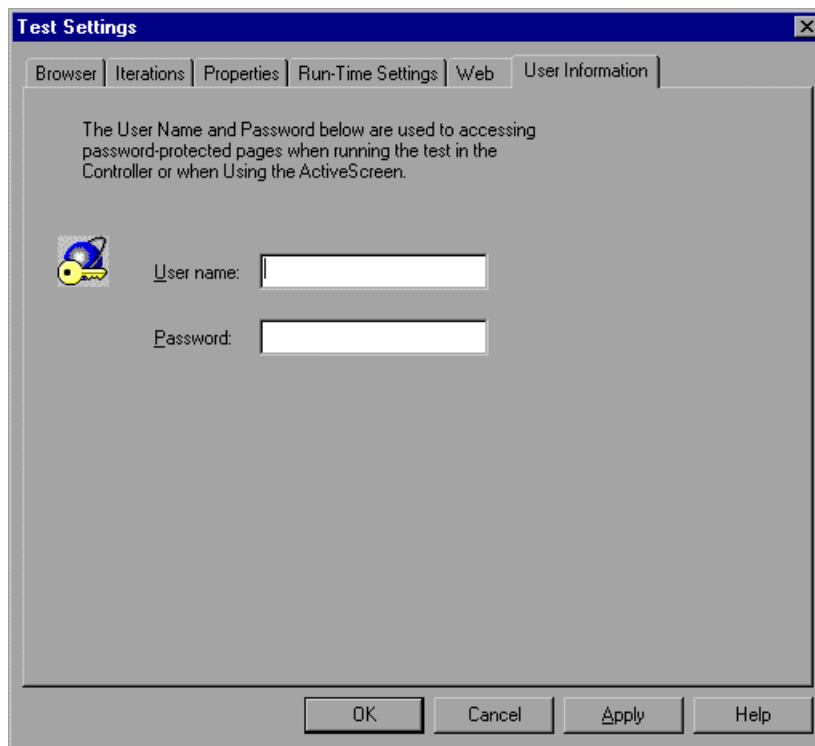 Test Settings
Browser Iterations Properties Run-Time Settings Web User Information
The User Name and Password below are used to accessing
password-protected pages when running the test in the
Controller or when Using the ActiveScreen.
User name:
Password:
OK Cancel Apply Help